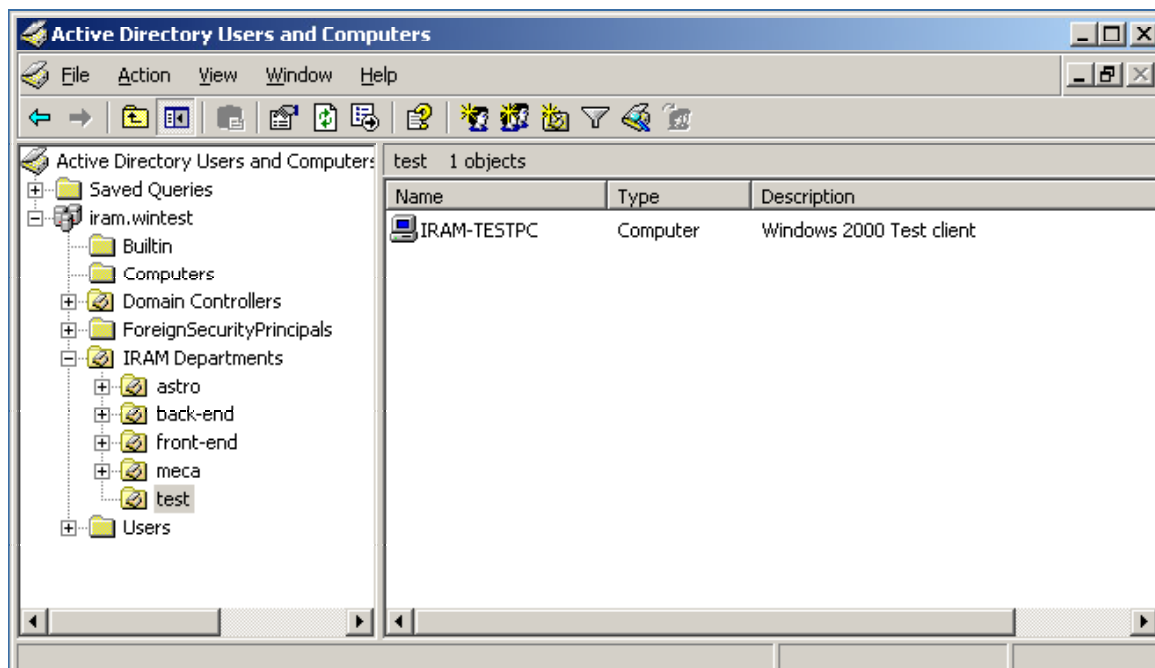 Active Directory Users and Computers
File Action View Window Help
Active Directory Users and Computers
Saved Queries
iram.wintest
Builtin
Computers
Domain Controllers
ForeignSecurityPrincipals
IRAM Departments
astro
back-end
front-end
meca
test
Users
test 1 objects
Name Type Description
IRAM-TESTPC Computer Windows 2000 Test client